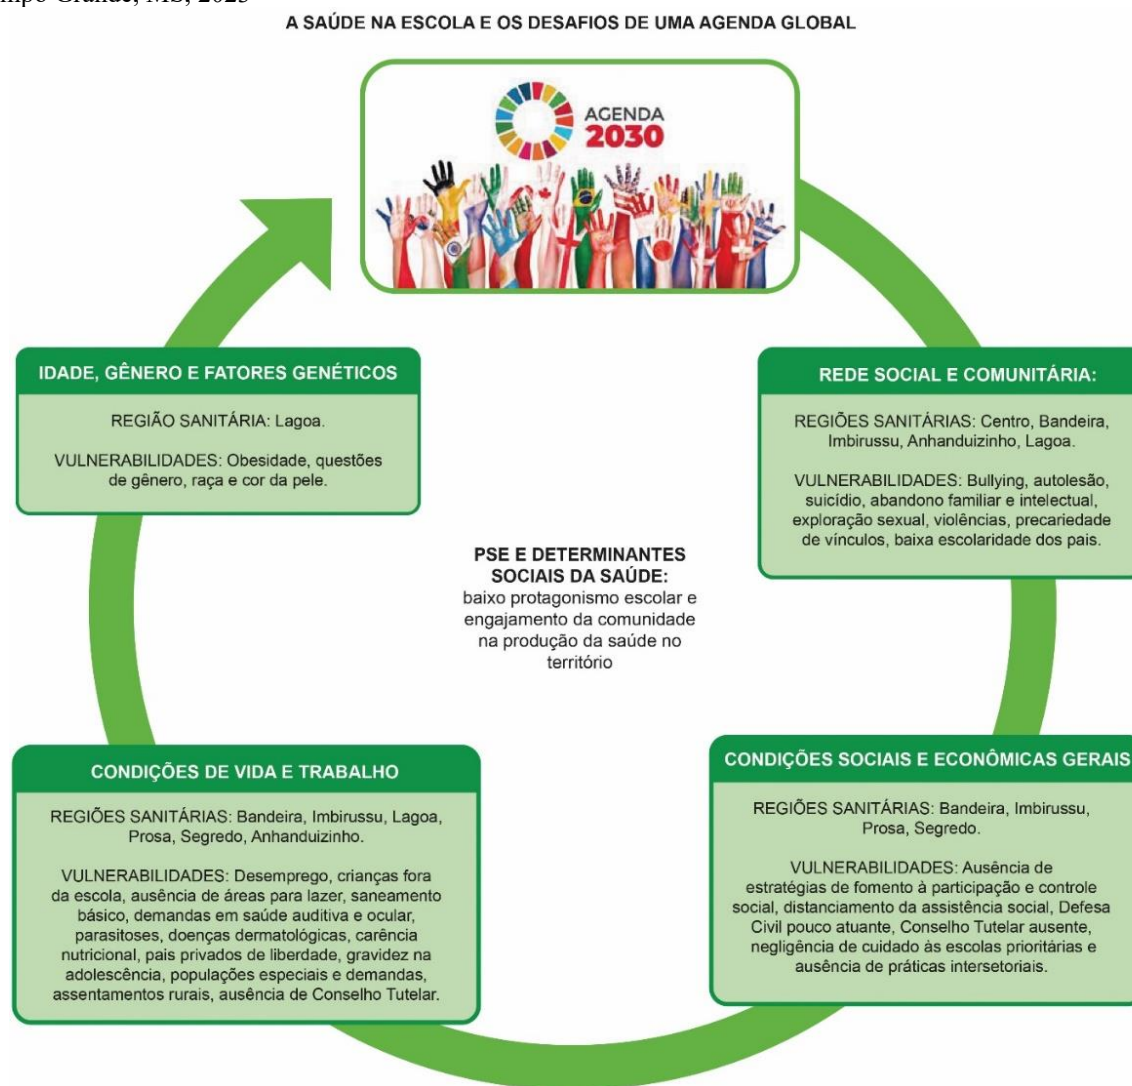 A SAÚDE NA ESCOLA E OS DESAFIOS DE UMA AGENDA GLOBAL
AGENDA
2030
REDE SOCIAL E COMUNITÁRIA:
REGIÕES SANITÁRIAS: Centro, Bandeira,
Imbirussu, Anhanduizinho, Lagoa.
VULNERABILIDADES: Bullying, autolesão,
suicídio, abandono familiar e intelectual,
exploração sexual, violências, precariedade
de vínculos, baixa escolaridade dos pais.
CONDIÇÕES SOCIAIS E ECONÔMICAS GERAIS
REGIÕES SANITÁRIAS: Bandeira, Imbirussu,
Prosa, Segredo.
VULNERABILIDADES: Ausência de
estratégias de fomento à participação e controle
social, distanciamento da assistência social, Defesa
Civil pouco atuante, Conselho Tutelar ausente,
negligência de cuidado às escolas prioritárias e
ausência de práticas intersetoriais.
CONDIÇÕES DE VIDA E TRABALHO
REGIÕES SANITÁRIAS: Bandeira, Imbirussu, Lagoa,
Prosa, Segredo, Anhanduizinho.
VULNERABILIDADES: Desemprego, crianças fora
da escola, ausência de áreas para lazer, saneamento
básico, demandas em saúde auditiva e ocular,
parasitoses, doenças dermatológicas, carência
nutricional, pais privados de liberdade, gravidez na
adolescência, populações especiais e demandas,
assentamentos rurais, ausência de Conselho Tutelar.
IDADE, GÊNERO E FATORES GENÉTICOS
REGIÃO SANITÁRIA: Lagoa.
VULNERABILIDADES: Obesidade, questões
de gênero, raça e cor da pele.
PSE E DETERMINANTES
SOCIAIS DA SAÚDE:
baixo protagonismo escolar e
engajamento da comunidade
na produção da saúde no
território